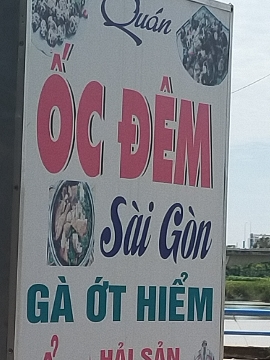 Quán
ỐC ĐÊM
Sài Gòn
GÀ ỚT HIỂM
HẢI SẢN